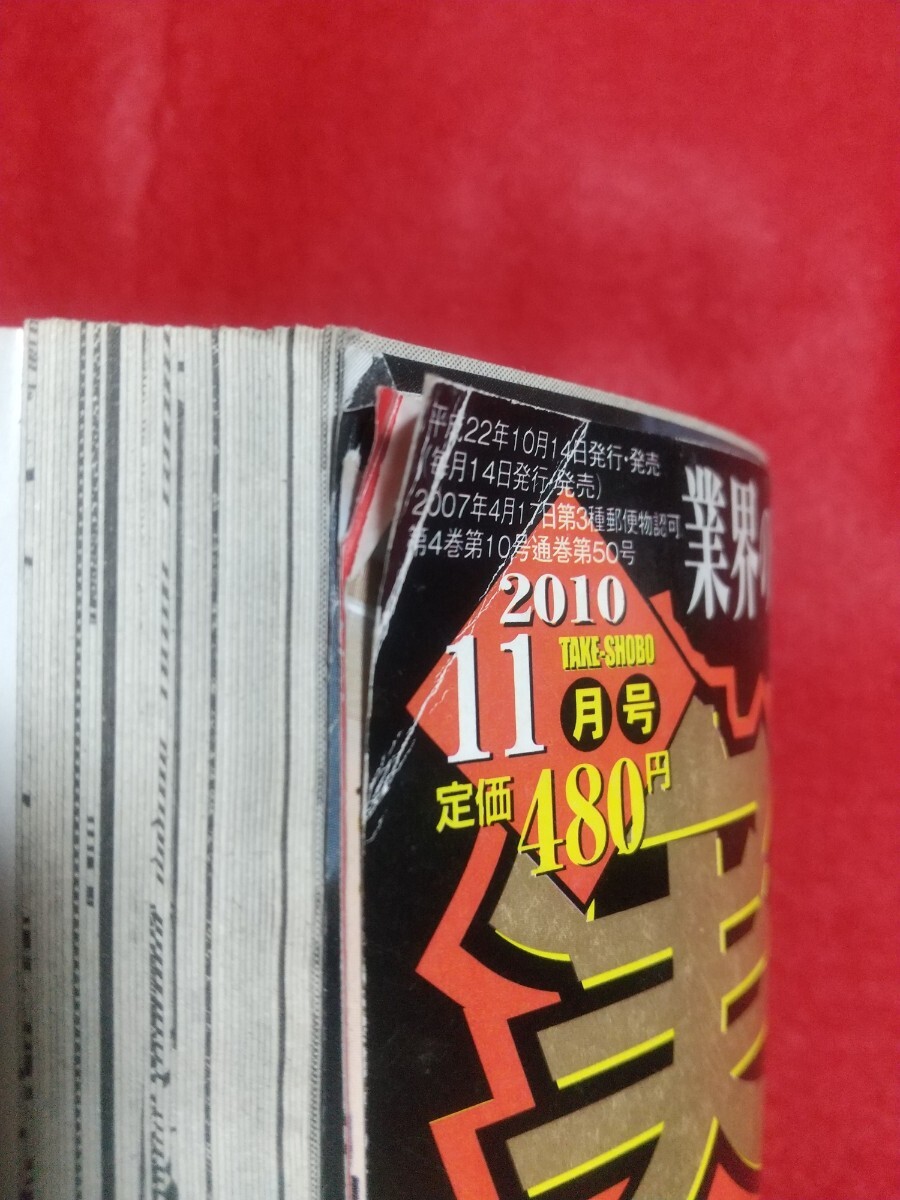 平成22年10月14日発行・発売
(毎月14日発行・発売)
2007年4月17日第3種郵便物認可
第4巻第10号通巻第50号
2010
TAKE-SHOBO
11月号
定価480円
業界